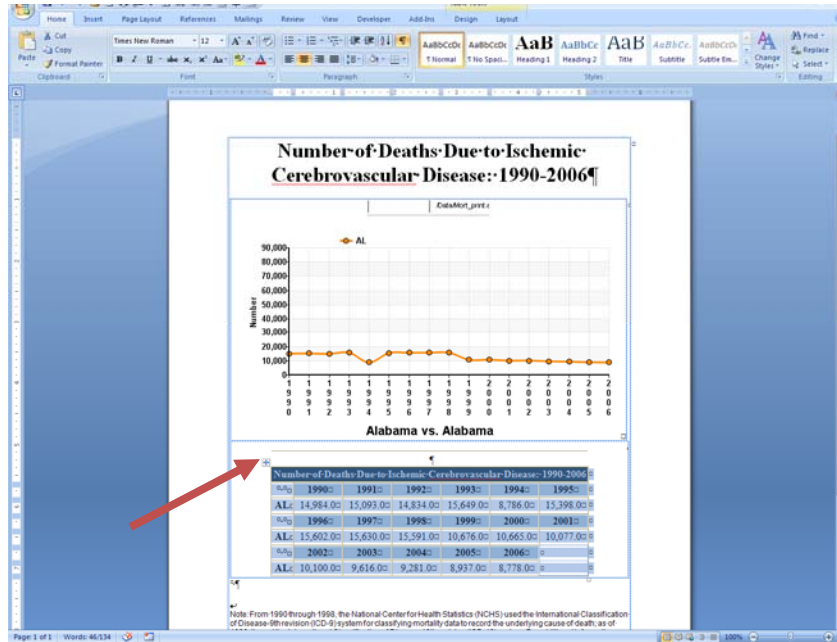 Home Insert Page Layout References Mailings Review View Developer Add-Ins Design Layout
Paste
Cut
Copy
Format Painter
Clipboard
Times New Roman 12
Font
Paragraph
AaBbCcDc AaBbCcDc AaB AaBbCc AaB AaBbCc. AaBbCcDc
¶ Normal ¶ No Spaci... Heading 1 Heading 2 Title Subtitle Subtle Em...
Change Styles
Styles
Find
Replace
Select
Editing
Number·of·Deaths·Due·to·Ischemic·
Cerebrovascular·Disease:·1990-2006¶
/Data/Mort_print.c
AL
Number
90,000
80,000
70,000
60,000
50,000
40,000
30,000
20,000
10,000
0
1990 1991 1992 1993 1994 1995 1996 1997 1998 1999 2000 2001 2002 2003 2004 2005 2006
Alabama vs. Alabama
¶
Number·of·Deaths·Due·to·Ischemic·Cerebrovascular·Disease:·1990-2006
1990 1991 1992 1993 1994 1995
AL 14,984.0 15,093.0 14,834.0 15,649.0 8,786.0 15,398.0
1996 1997 1998 1999 2000 2001
AL 15,602.0 15,630.0 15,591.0 10,676.0 10,665.0 10,077.0
2002 2003 2004 2005 2006
AL 10,100.0 9,616.0 9,281.0 8,937.0 8,778.0
¶
Note: From 1990 through 1998, the National Center for Health Statistics (NCHS) used the International Classification
of Disease-9th revision (ICD-9) system for classifying mortality data to record the underlying cause of death; as of
Page: 1 of 1 Words: 46/134 100%